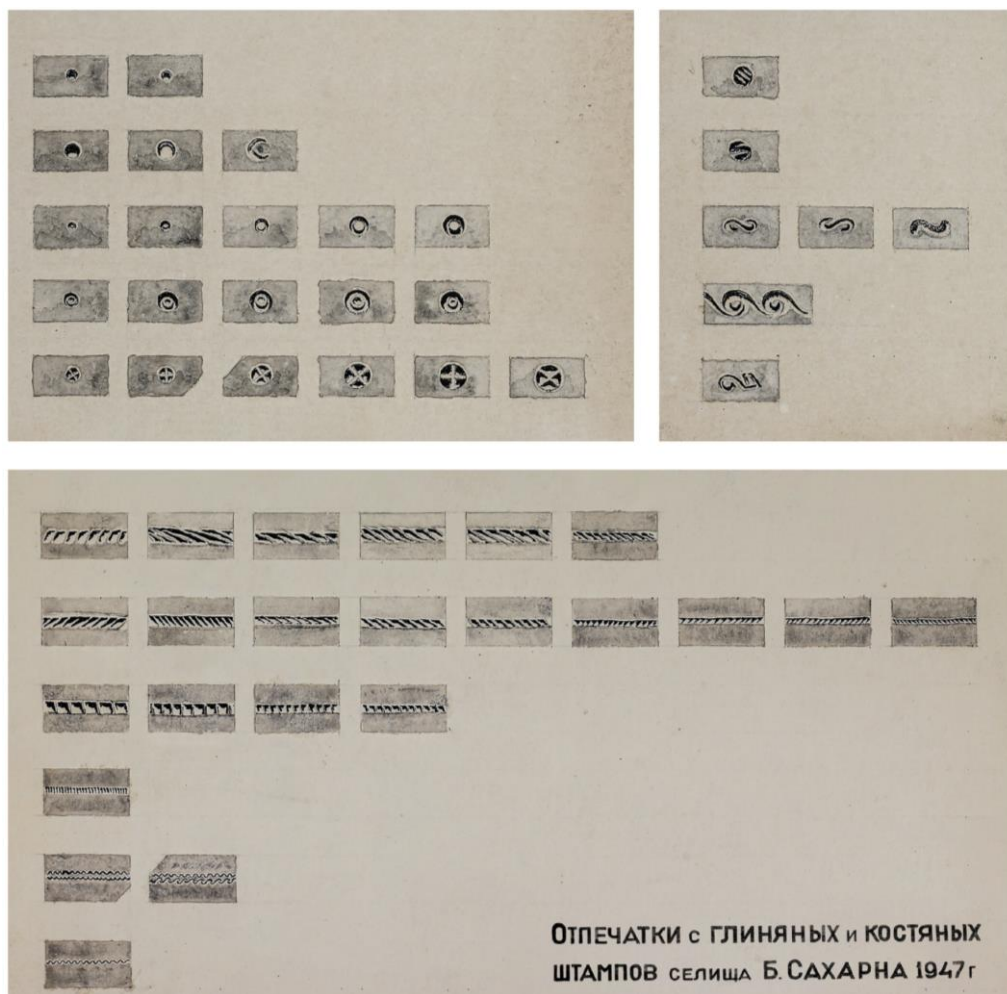 ОТПЕЧАТКИ С ГЛИНЯНЫХ И КОСТЯНЫХ
ШТАМПОВ СЕЛИЩА Б. САХАРНА 1947 г